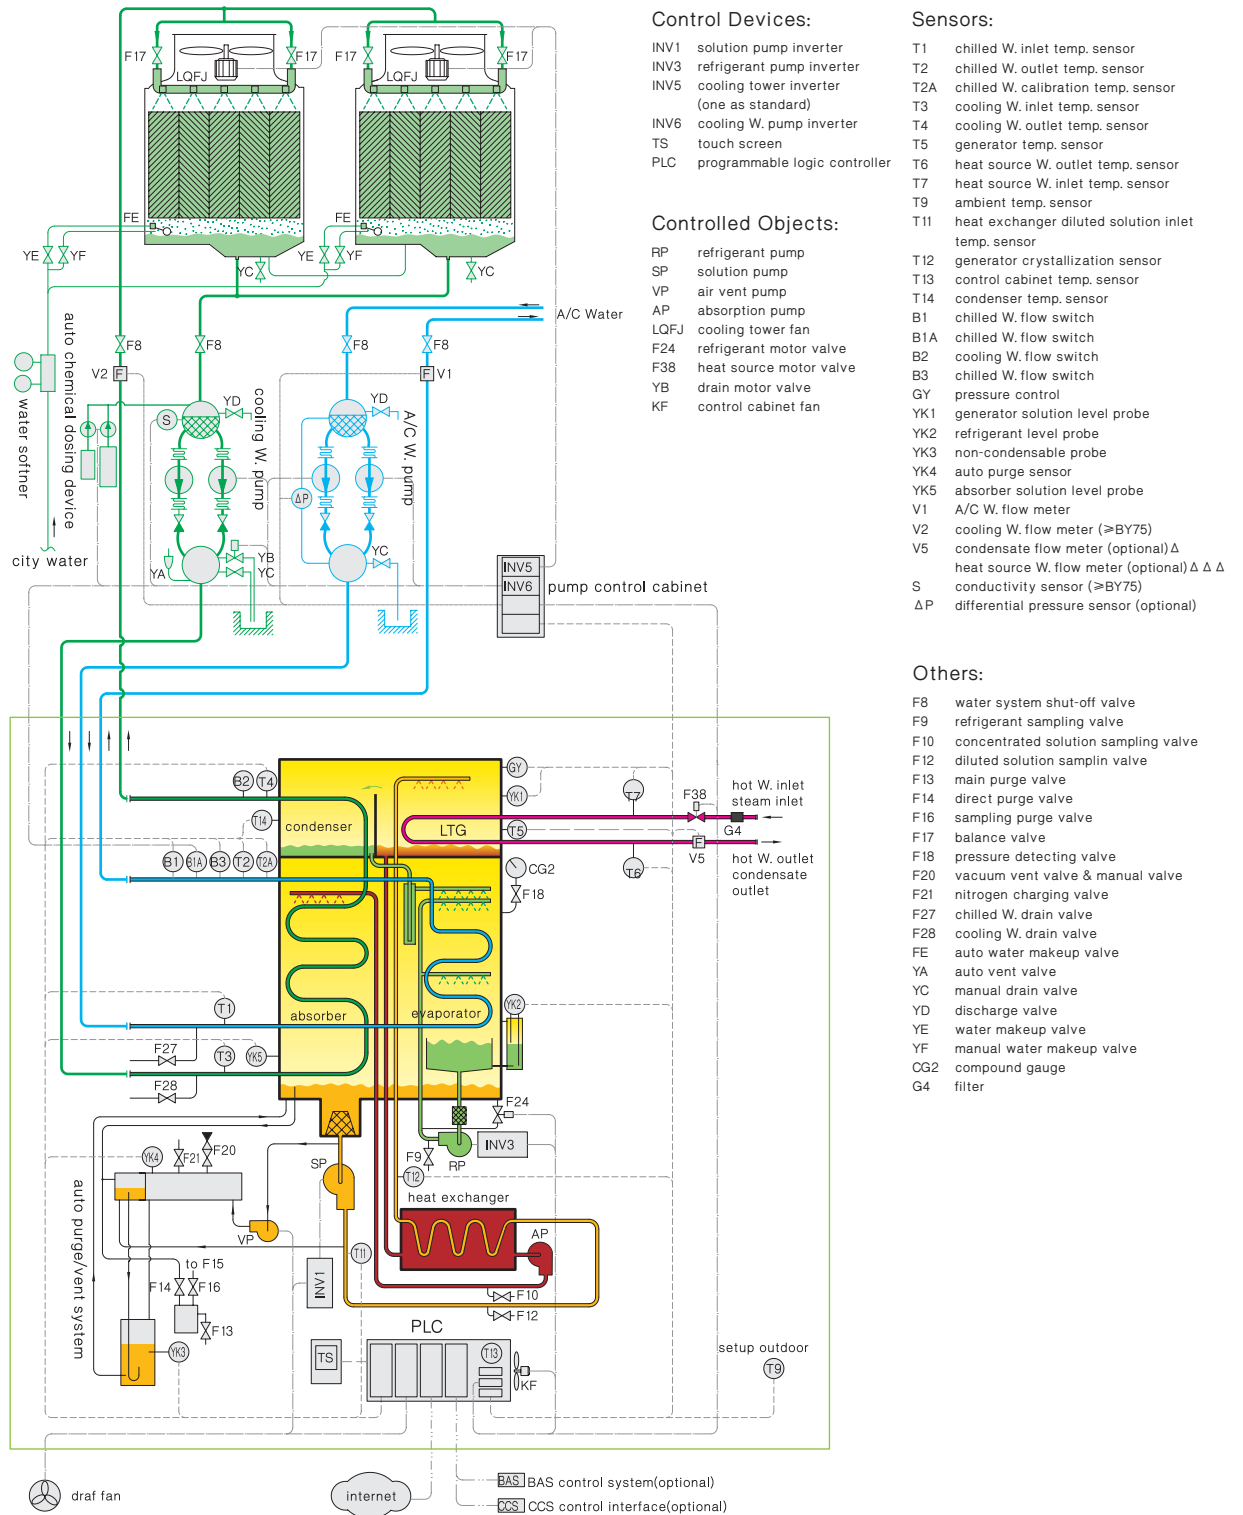 Control Devices:
INV1 solution pump inverter
INV3 refrigerant pump inverter
INV5 cooling tower inverter
(one as standard)
INV6 cooling W. pump inverter
TS touch screen
PLC programmable logic controller
Controlled Objects:
RP refrigerant pump
SP solution pump
VP air vent pump
AP absorption pump
LQFJ cooling tower fan
F24 refrigerant motor valve
F38 heat source motor valve
YB drain motor valve
KF control cabinet fan
Sensors:
T1 chilled W. inlet temp. sensor
T2 chilled W. outlet temp. sensor
T2A chilled W. calibration temp. sensor
T3 cooling W. inlet temp. sensor
T4 cooling W. outlet temp. sensor
T5 generator temp. sensor
T6 heat source W. outlet temp. sensor
T7 heat source W. inlet temp. sensor
T9 ambient temp. sensor
T11 heat exchanger diluted solution inlet
temp. sensor
T12 generator crystallization sensor
T13 control cabinet temp. sensor
T14 condenser temp. sensor
B1 chilled W. flow switch
B1A chilled W. flow switch
B2 cooling W. flow switch
B3 chilled W. flow switch
GY pressure control
YK1 generator solution level probe
YK2 refrigerant level probe
YK3 non-condensable probe
YK4 auto purge sensor
YK5 absorber solution level probe
V1 A/C W. flow meter
V2 cooling W. flow meter (≥BY75)
V5 condensate flow meter (optional)Δ
heat source W. flow meter (optional)ΔΔΔ
S conductivity sensor (≥BY75)
ΔP differential pressure sensor (optional)
Others:
F8 water system shut-off valve
F9 refrigerant sampling valve
F10 concentrated solution sampling valve
F12 diluted solution samplin valve
F13 main purge valve
F14 direct purge valve
F16 sampling purge valve
F17 balance valve
F18 pressure detecting valve
F20 vacuum vent valve & manual valve
F21 nitrogen charging valve
F27 chilled W. drain valve
F28 cooling W. drain valve
FE auto water makeup valve
YA auto vent valve
YC manual drain valve
YD discharge valve
YE water makeup valve
YF manual water makeup valve
CG2 compound gauge
G4 filter
F17 F17 F17 F17
LQFJ LQFJ
FE FE
YE YF YC YE YF YC
A/C Water
F8 F8 F8 F8
V2 F F V1
auto chemical dosing device
water softner
city water
S YD YD
cooling W. pump
A/C W. pump
ΔP
YA YB
YC YC
INV5
INV6
pump control cabinet
B2 T4
T14
condenser
LTG
GY
YK1
T5
T7
F38
G4
hot W. inlet
steam inlet
F
V5
T6
hot W. outlet
condensate
outlet
B1 B1A B3 T2 T2A
CG2
F18
T1
absorber
evaporator
YK2
F27
T3 YK5
F28
F24
INV3
F9 RP
T12
SP
F20
F21
YK4
VP
heat exchanger
AP
T11
auto purge/vent system
to F15
F14 F16
F13
INV1
F10
F12
YK3
PLC
TS
T13
KF
setup outdoor
T9
draf fan
internet
BAS BAS control system(optional)
CCS CCS control interface(optional)